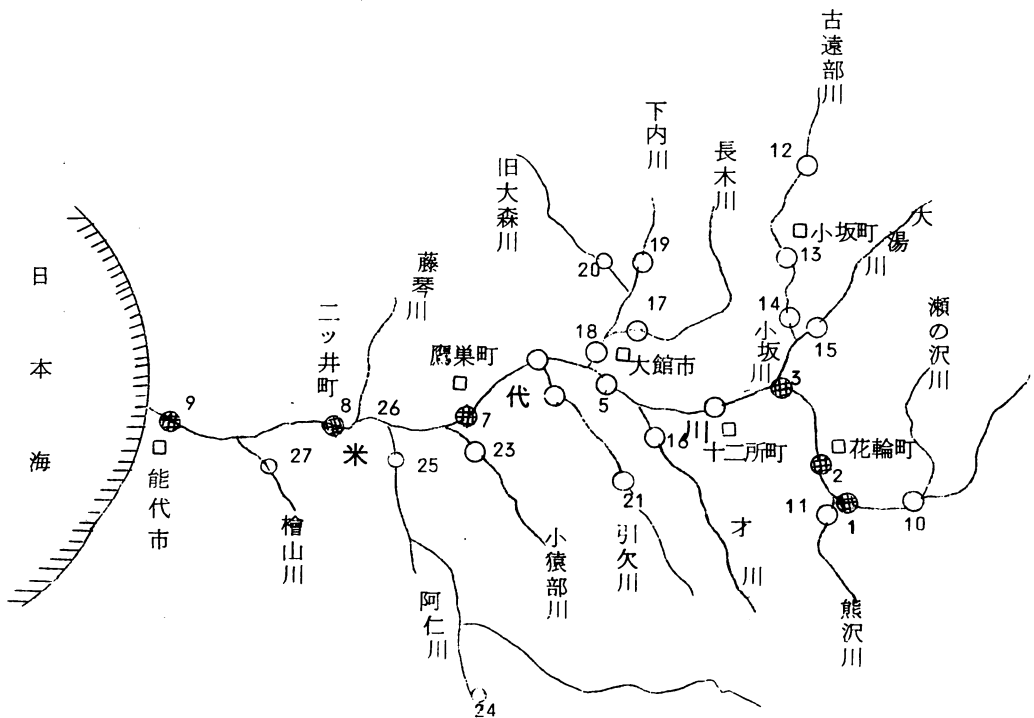 古遠部川
下内川
長木川
旧大森川
12
小坂町
大湯川
13
19
20
藤琴川
17
14
瀬の沢川
日本海
二ッ井町
18
小坂川
15
鷹巣町
大館市
3
代
5
9
8
26
7
川
米
16
十二所町
花輪町
2
27
25
23
能代市
21
11
1
10
檜山川
小猿部川
引欠川
才川
阿仁川
熊沢川
24